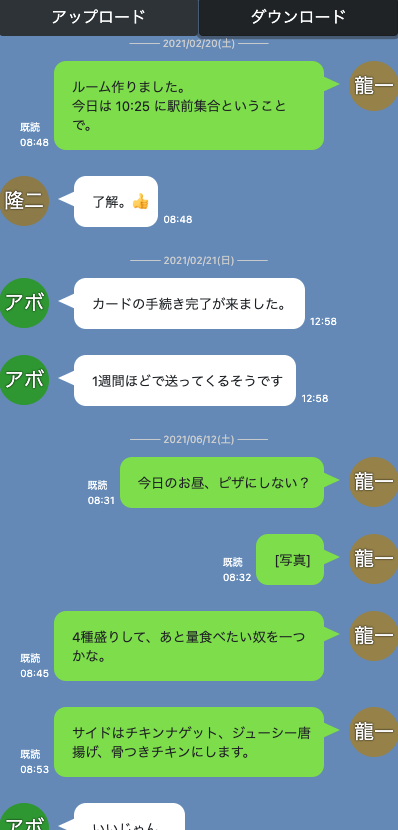 アップロード
ダウンロード
2021/02/20(土)
ルーム作りました。
今日は 10:25 に駅前集合ということ
で。
既読
08:48
龍一
隆二
了解。👍
08:48
2021/02/21(日)
アボ
カードの手続き完了が来ました。
12:58
アボ
1週間ほどで送ってくるそうです
12:58
2021/06/12(土)
今日のお昼、ピザにしない？
既読
08:31
龍一
[写真]
既読
08:32
龍一
4種盛りして、あと量食べたい奴を一つ
かな。
既読
08:45
龍一
サイドはチキンナゲット、ジューシー唐
揚げ、骨つきチキンにします。
既読
08:53
龍一
アボ
いいじゃん